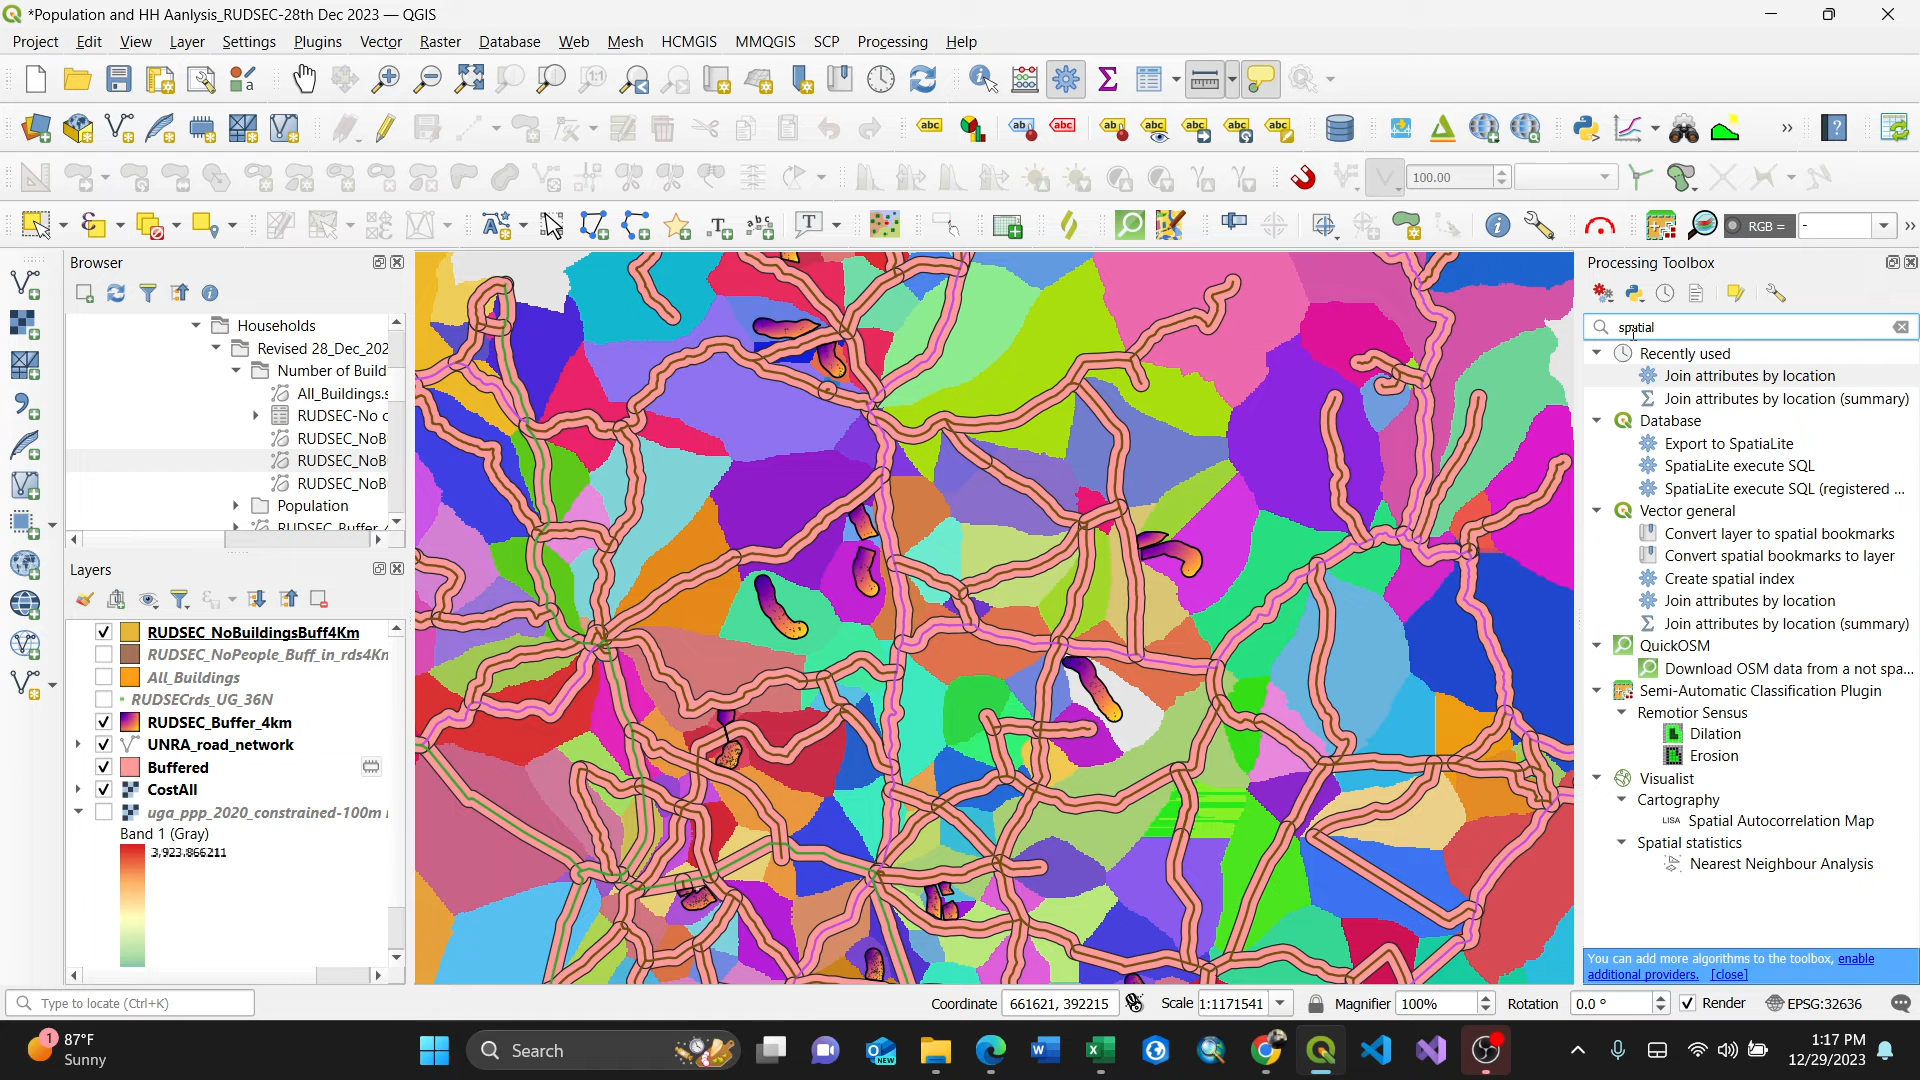 *Population and HH Aanlysis_RUDSEC-28th Dec 2023 — QGIS
Project Edit View Layer Settings Plugins Vector Raster Database Web Mesh HCMGIS MMQGIS SCP Processing Help
100.00
RGB = -
Browser
Households
Revised 28_Dec_202
Number of Build
All_Buildings.s
RUDSEC-No c
RUDSEC_NoB
RUDSEC_NoB
RUDSEC_NoB
Population
Layers
RUDSEC_NoBuildingsBuff4Km
RUDSEC_NoPeople_Buff_in_rds4Kn
All_Buildings
RUDSECrds_UG_36N
RUDSEC_Buffer_4km
UNRA_road_network
Buffered
CostAll
uga_ppp_2020_constrained-100m
Band 1 (Gray)
3,923.866211
Processing Toolbox
spatial
Recently used
Join attributes by location
Join attributes by location (summary)
Database
Export to SpatiaLite
SpatiaLite execute SQL
SpatiaLite execute SQL (registered ...
Vector general
Convert layer to spatial bookmarks
Convert spatial bookmarks to layer
Create spatial index
Join attributes by location
Join attributes by location (summary)
QuickOSM
Download OSM data from a not spa...
Semi-Automatic Classification Plugin
Remotior Sensus
Dilation
Erosion
Visualist
Cartography
LISA Spatial Autocorrelation Map
Spatial statistics
Nearest Neighbour Analysis
You can add more algorithms to the toolbox, enable
additional providers. [close]
Type to locate (Ctrl+K) Coordinate 661621, 392215 Scale 1:1171541 Magnifier 100% Rotation 0.0 ° Render EPSG:32636
1 87°F
Sunny
Search
NEW
1:17 PM
12/29/2023